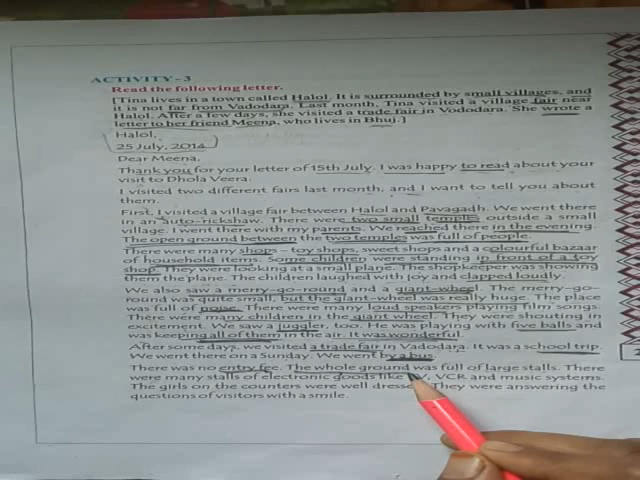 ACTIVITY - 3
Read the following letter.
[Tina lives in a town called Halol. It is surrounded by small villages, and
it is not far from Vadodara. Last month, Tina visited a village fair near
Halol. After a few days, she visited a trade fair in Vododara. She wrote a
letter to her friend Meena, who lives in Bhuj.]
Halol,
25 July, 2014
Dear Meena,
Thank you for your letter of 15th July. I was happy to read about your
visit to Dhola Veera.
I visited two different fairs last month, and I want to tell you about
them.
First, I visited a village fair between Halol and Pavagadh. We went there
in an auto-rickshaw. There were two small temples outside a small
village. I went there with my parents. We reached there in the evening.
The open ground between the two temples was full of people.
There were many shops – toy shops, sweet shops and a colourful bazaar
of household items. Some children were standing in front of a toy
shop. They were looking at a small plane. The shopkeeper was showing
them the plane. The children laughed with joy and clapped loudly.
We also saw a merry-go-round and a giant-wheel. The merry-go-
round was quite small, but the giant-wheel was really huge. The place
was full of noise. There were many loud speakers playing film songs.
There were many children in the giant wheel. They were shouting in
excitement. We saw a juggler, too. He was playing with five balls and
was keeping all of them in the air. It was wonderful.
After some days, we visited a trade fair in Vadodara. It was a school trip.
We went there on a Sunday. We went by a bus.
There was no entry fee. The whole ground was full of large stalls. There
were many stalls of electronic goods like VCR and music systems.
The girls on the counters were well dressed. They were answering the
questions of visitors with a smile.